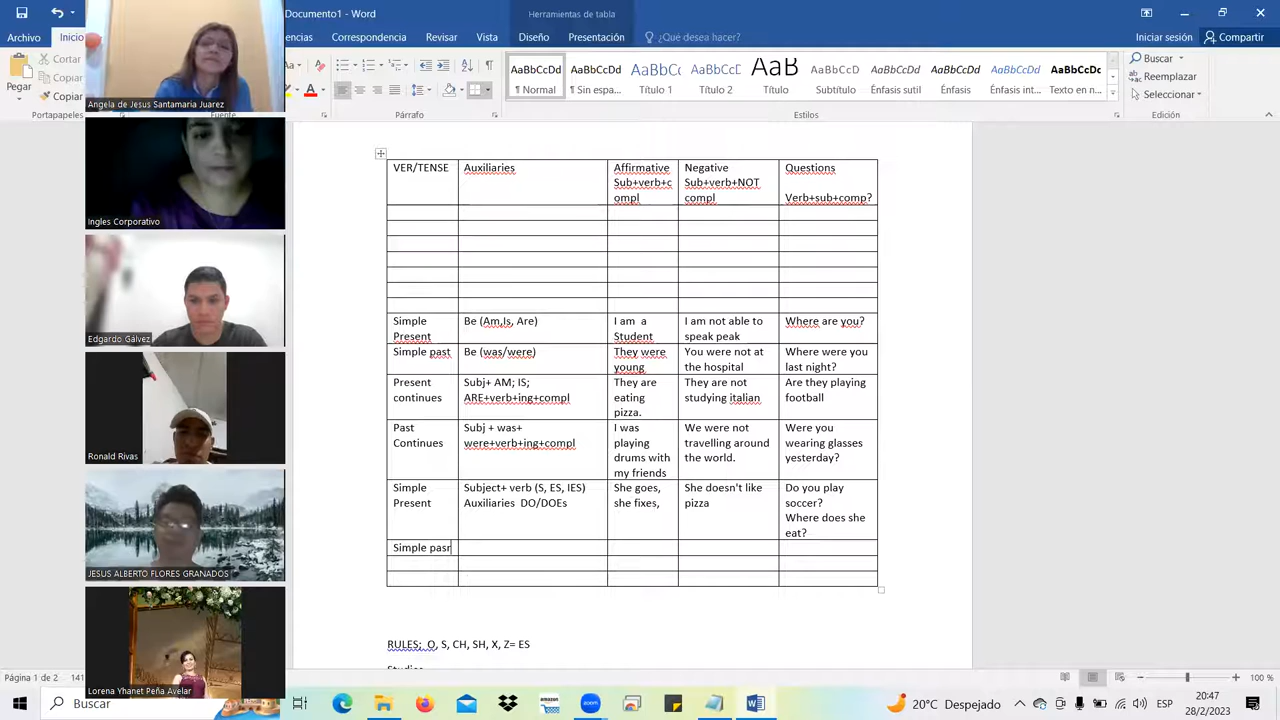 Documento1 - Word
Herramientas de tabla
Archivo
Inicio
Correspondencia
Revisar
Vista
Diseño
Presentación
¿Qué desea hacer?
Iniciar sesión
Compartir
Pegar
AaBbCcDd
AaBbCcDd
AaBbCcD
AaBbCcD
AaB
AaBbCcD
AaBbCcDd
AaBbCcDd
AaBbCcDd
AaBbCcDd
¶ Normal
¶ Sin espa...
Título 1
Título 2
Título
Subtítulo
Énfasis sutil
Énfasis
Énfasis intenso
Texto en n...
Buscar
Reemplazar
Seleccionar
Portapapeles
Fuente
Párrafo
Estilos
Edición
Angela de Jesus Santamaria Juarez
Ingles Corporativo
Edgardo Gálvez
Ronald Rivas
JESUS ALBERTO FLORES GRANADOS
Lorena Yhanet Peña Avelar
VER/TENSE
Auxiliaries
Affirmative
Sub+verb+c
ompl
Negative
Sub+verb+NOT
compl
Questions
Verb+sub+comp?
Simple
Present
Be (Am,Is, Are)
I am a
Student
I am not able to
speak peak
Where are you?
Simple past
Be (was/were)
They were
young
You were not at
the hospital
Where were you
last night?
Present
continues
Subj+ AM; IS;
ARE+verb+ing+compl
They are
eating
pizza.
They are not
studying italian
Are they playing
football
Past
Continues
Subj + was+
were+verb+ing+compl
I was
playing
drums with
my friends
We were not
travelling around
the world.
Were you
wearing glasses
yesterday?
Simple
Present
Subject+ verb (S, ES, IES)
Auxiliaries DO/DOEs
She goes,
she fixes,
She doesn't like
pizza
Do you play
soccer?
Where does she
eat?
Simple pasr
RULES; O, S, CH, SH, X, Z= ES
Studies
Página 1 de 2
141
100 %
Buscar
amazon
zoom
20°C Despejado
ESP
20:47
28/2/2023